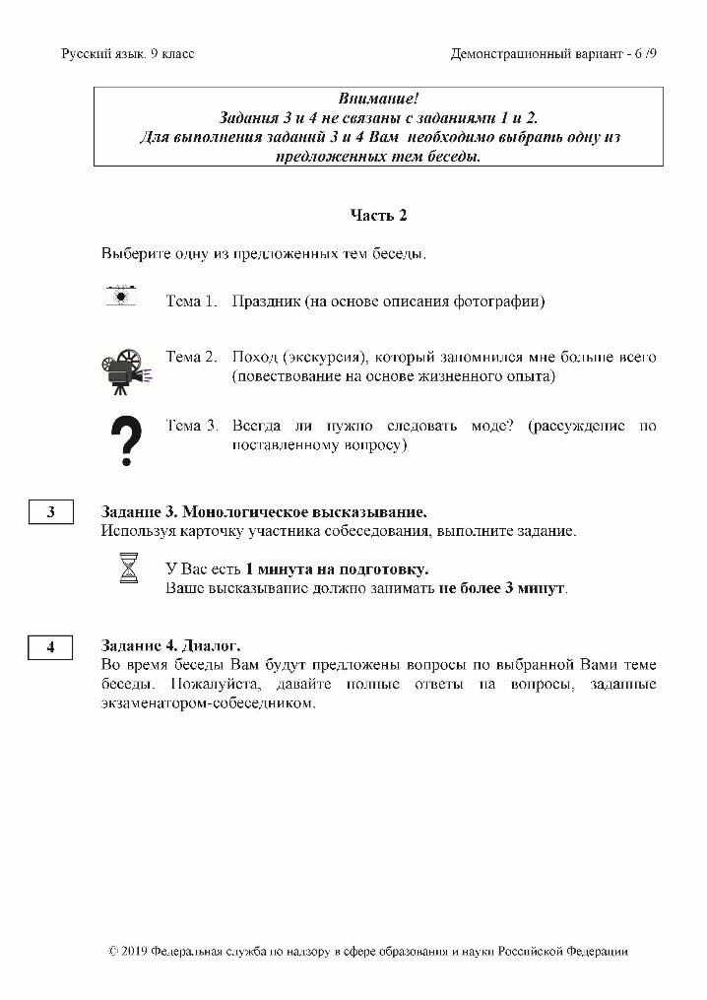 Русский язык. 9 класс
Демонстрационный вариант - 6 /9
Внимание!
Задания 3 и 4 не связаны с заданиями 1 и 2.
Для выполнения заданий 3 и 4 Вам необходимо выбрать одну из
предложенных тем беседы.
Часть 2
Выберите одну из предложенных тем беседы.
Тема 1. Праздник (на основе описания фотографии)
Тема 2. Поход (экскурсия), который запомнился мне больше всего
(повествование на основе жизненного опыта)
Тема 3. Всегда ли нужно следовать моде? (рассуждение по
поставленному вопросу)
3 Задание 3. Монологическое высказывание.
Используя карточку участника собеседования, выполните задание.
У Вас есть 1 минута на подготовку.
Ваше высказывание должно занимать не более 3 минут.
4 Задание 4. Диалог.
Во время беседы Вам будут предложены вопросы по выбранной Вами теме
беседы. Пожалуйста, давайте полные ответы на вопросы, заданные
экзаменатором-собеседником.
© 2019 Федеральная служба по надзору в сфере образования и науки Российской Федерации